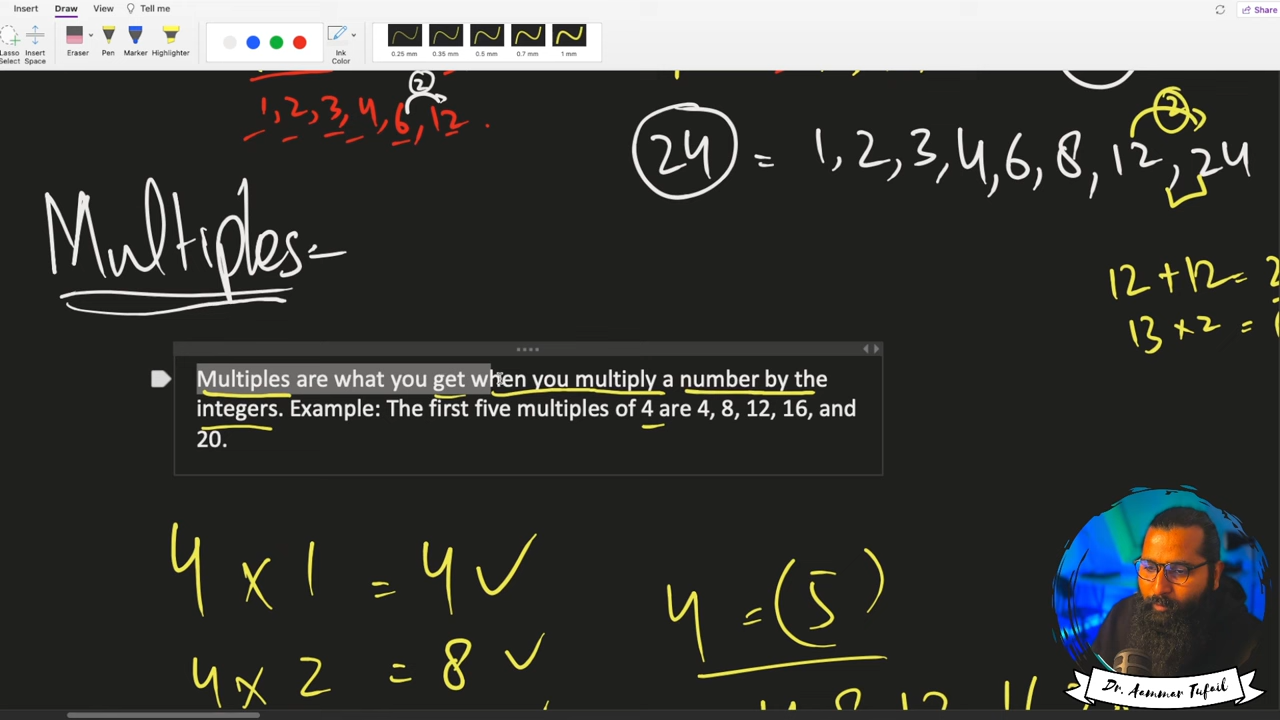 Insert Draw View Tell me Share
Lasso Select Insert Space Eraser Pen Marker Highlighter Ink Color 0.25 mm 0.35 mm 0.5 mm 0.7 mm 1 mm
2
1, 2, 3, 4, 6, 12 .
2
24 = 1, 2, 3, 4, 6, 8, 12, 24
Multiples =
12 + 12 = 2
13 x 2 =
Multiples are what you get when you multiply a number by the
integers. Example: The first five multiples of 4 are 4, 8, 12, 16, and
20.
4 x 1 = 4 ✓
4 = (5)
4 x 2 = 8 ✓
Dr. Aammar Tufail